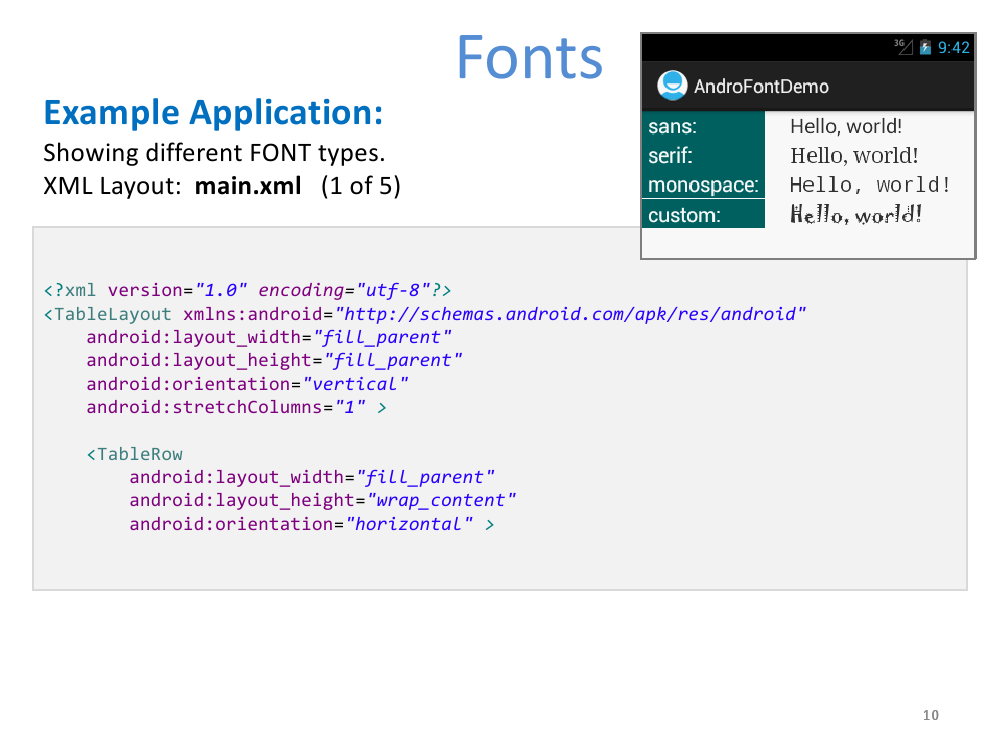 Fonts
Example Application:
Showing different FONT types.
XML Layout: main.xml (1 of 5)
3G 9:42
AndroFontDemo
sans: Hello, world!
serif: Hello, world!
monospace: Hello, world!
custom: Hello, world!
<?xml version="1.0" encoding="utf-8"?>
<TableLayout xmlns:android="http://schemas.android.com/apk/res/android"
    android:layout_width="fill_parent"
    android:layout_height="fill_parent"
    android:orientation="vertical"
    android:stretchColumns="1" >
    <TableRow
        android:layout_width="fill_parent"
        android:layout_height="wrap_content"
        android:orientation="horizontal" >
10